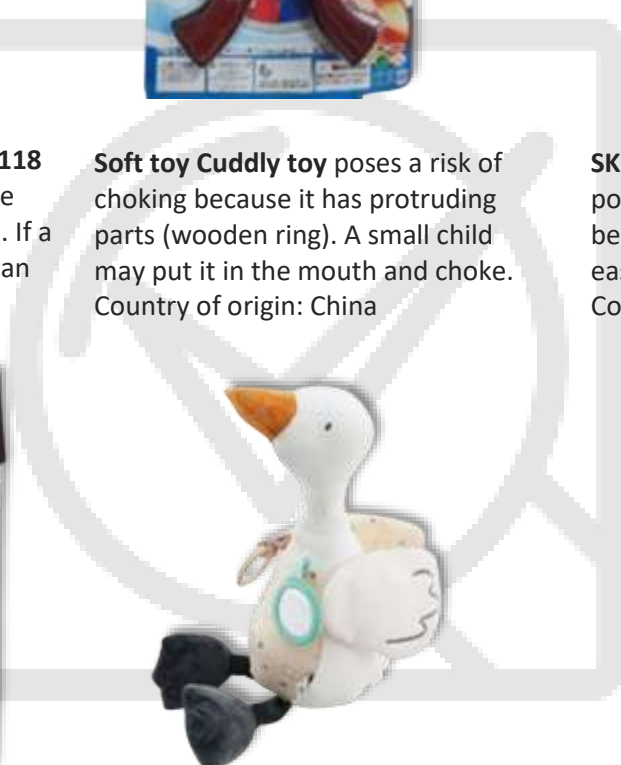 118
e
. If a
an
Soft toy Cuddly toy poses a risk of
choking because it has protruding
parts (wooden ring). A small child
may put it in the mouth and choke.
Country of origin: China
SK
po
be
eas
Co